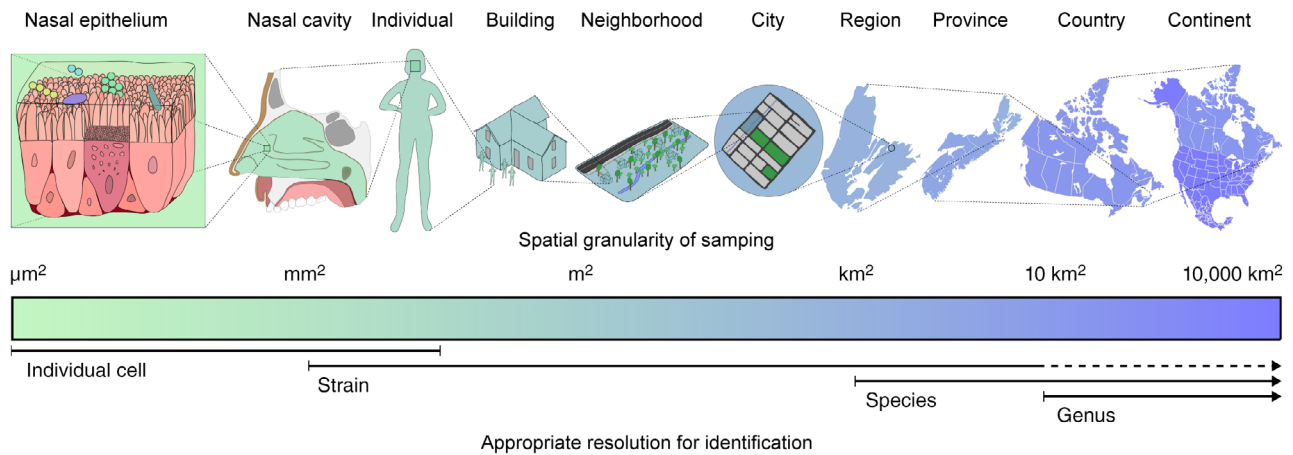 Nasal epithelium Nasal cavity Individual Building Neighborhood City Region Province Country Continent
Spatial granularity of samping
μm² mm² m² km² 10 km² 10,000 km²
Individual cell
Strain
Species
Genus
Appropriate resolution for identification